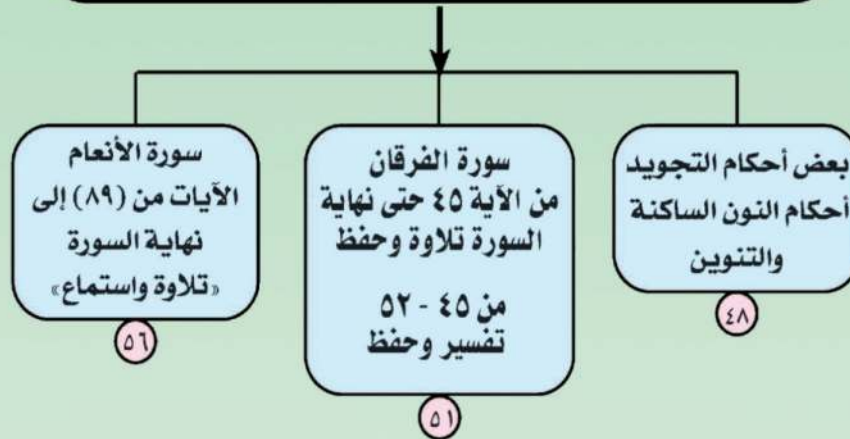 بعض أحكام التجويد
أحكام النون الساكنة
والتنوين
٤٨
سورة الفرقان
من الآية ٤٥ حتى نهاية
السورة تلاوة وحفظ
من ٤٥ - ٥٢
تفسير وحفظ
٥١
سورة الأنعام
الآيات من (٨٩) إلى
نهاية السورة
«تلاوة واستماع»
٥٦